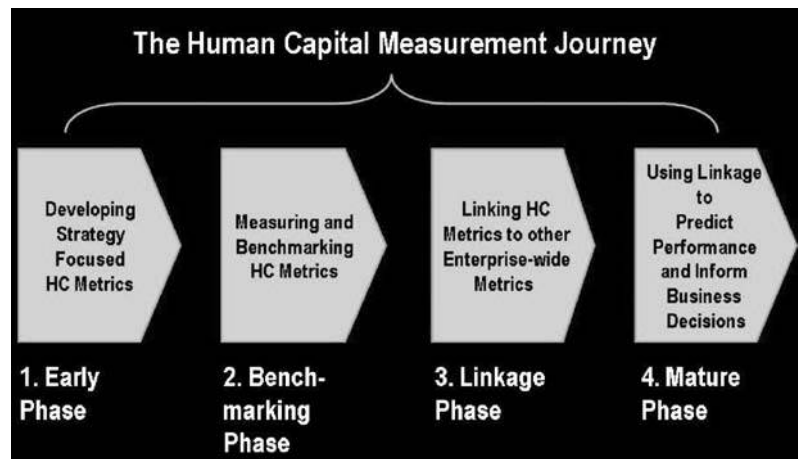 The Human Capital Measurement Journey
Developing
Strategy
Focused
HC Metrics
Measuring and
Benchmarking
HC Metrics
Linking HC
Metrics to other
Enterprise-wide
Metrics
Using Linkage
to
Predict
Performance
and Inform
Business
Decisions
1. Early
Phase
2. Bench-
marking
Phase
3. Linkage
Phase
4. Mature
Phase